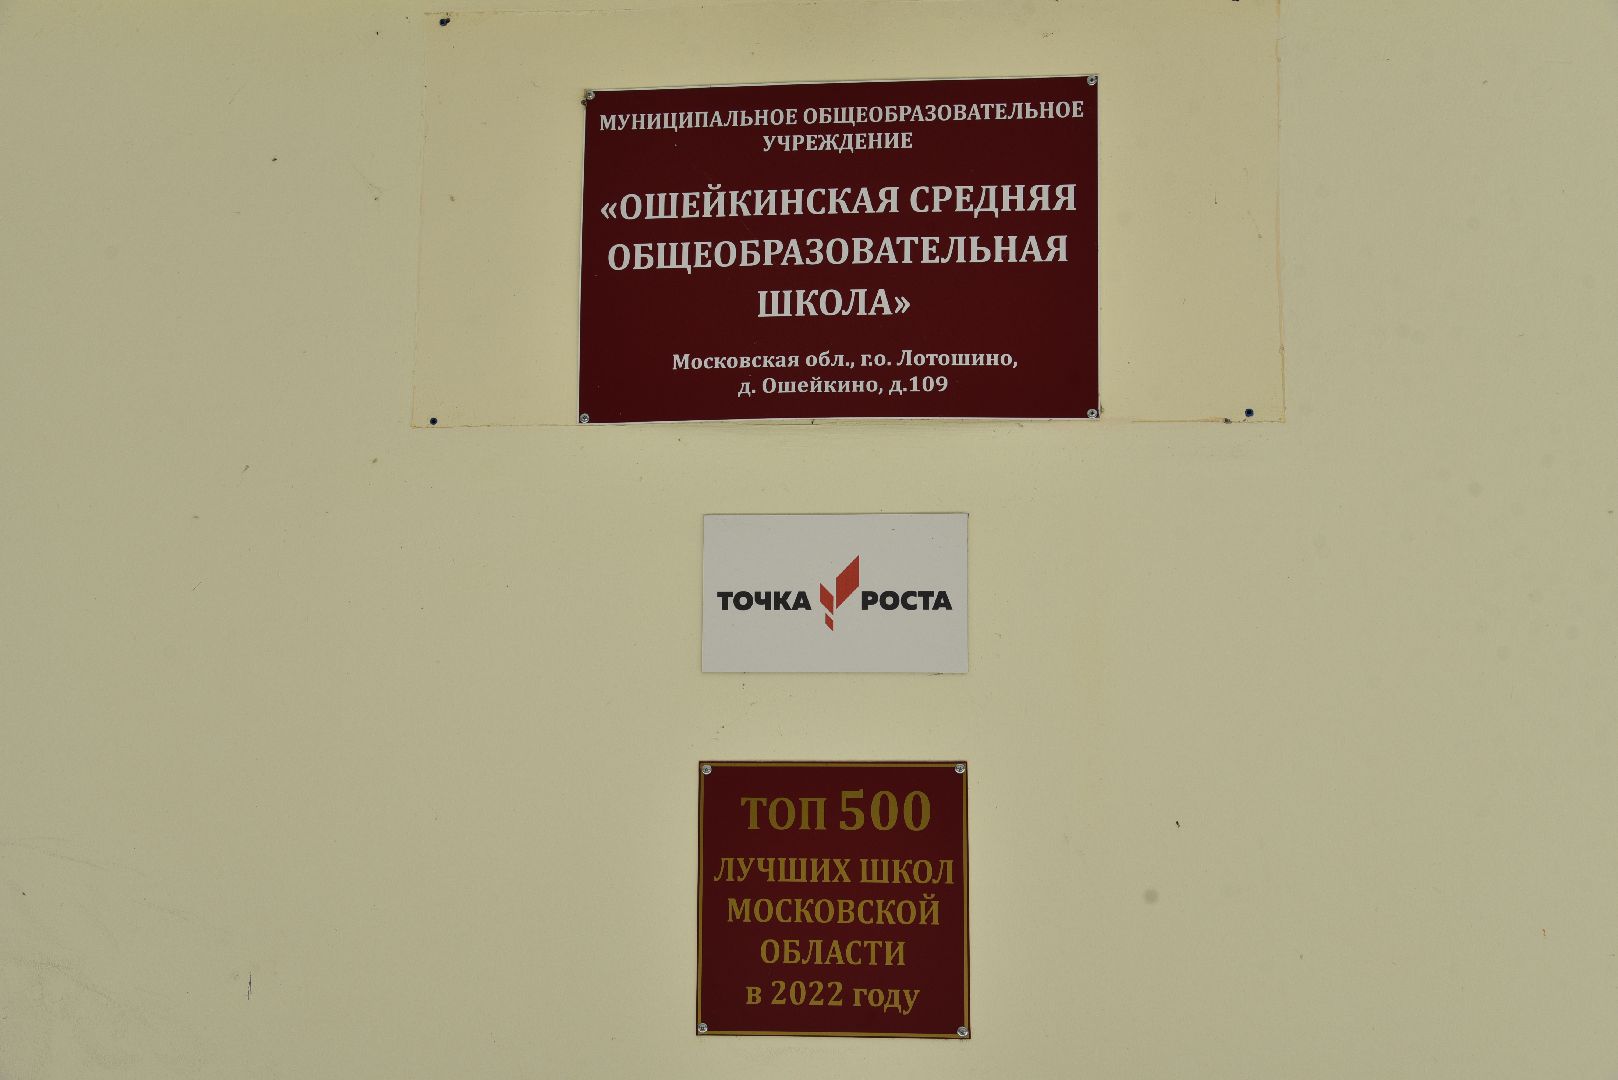 МУНИЦИПАЛЬНОЕ ОБЩЕОБРАЗОВАТЕЛЬНОЕ
УЧРЕЖДЕНИЕ
«ОШЕЙКИНСКАЯ СРЕДНЯЯ
ОБЩЕОБРАЗОВАТЕЛЬНАЯ
ШКОЛА»
Московская обл., г.о. Лотошино,
д. Ошейкино, д.109
ТОЧКА РОСТА
ТОП 500
ЛУЧШИХ ШКОЛ
МОСКОВСКОЙ
ОБЛАСТИ
в 2022 году